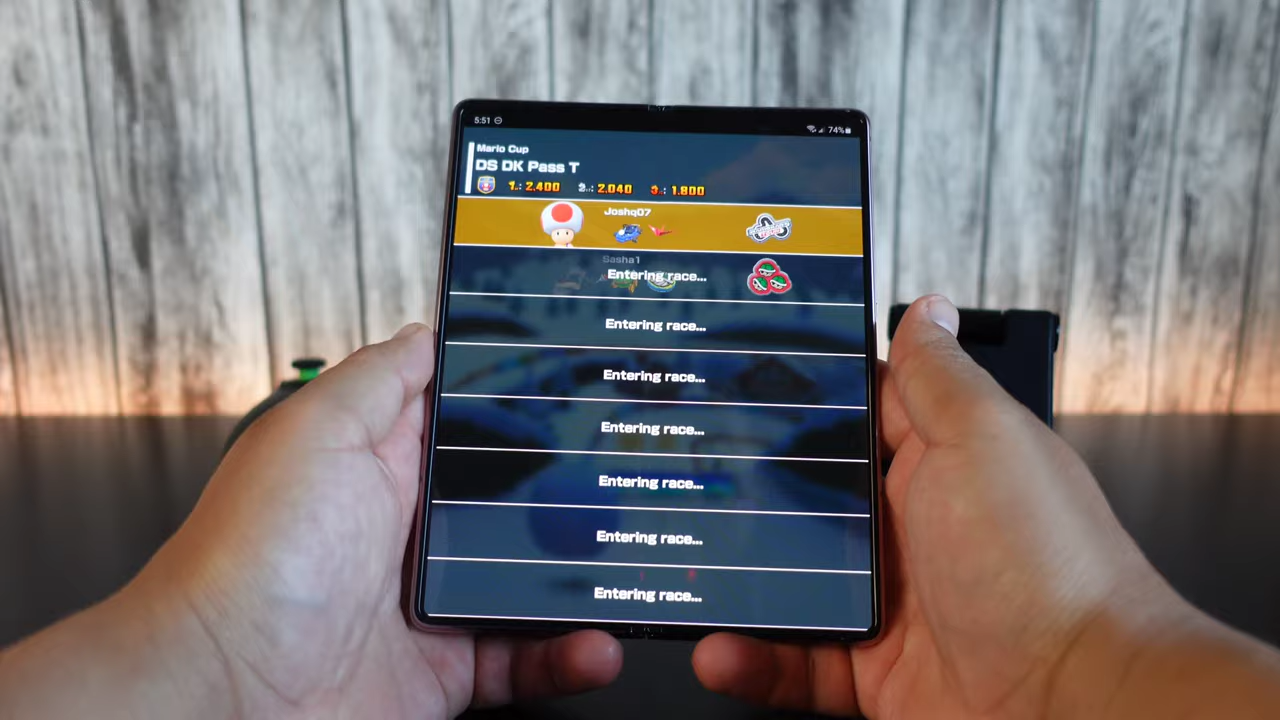 5:51
74%
Mario Cup
DS DK Pass T
1.: 2,400 2.: 2,040 3.: 1,800
Joshq07
Sasha1
Entering race...
Entering race...
Entering race...
Entering race...
Entering race...
Entering race...
Entering race...